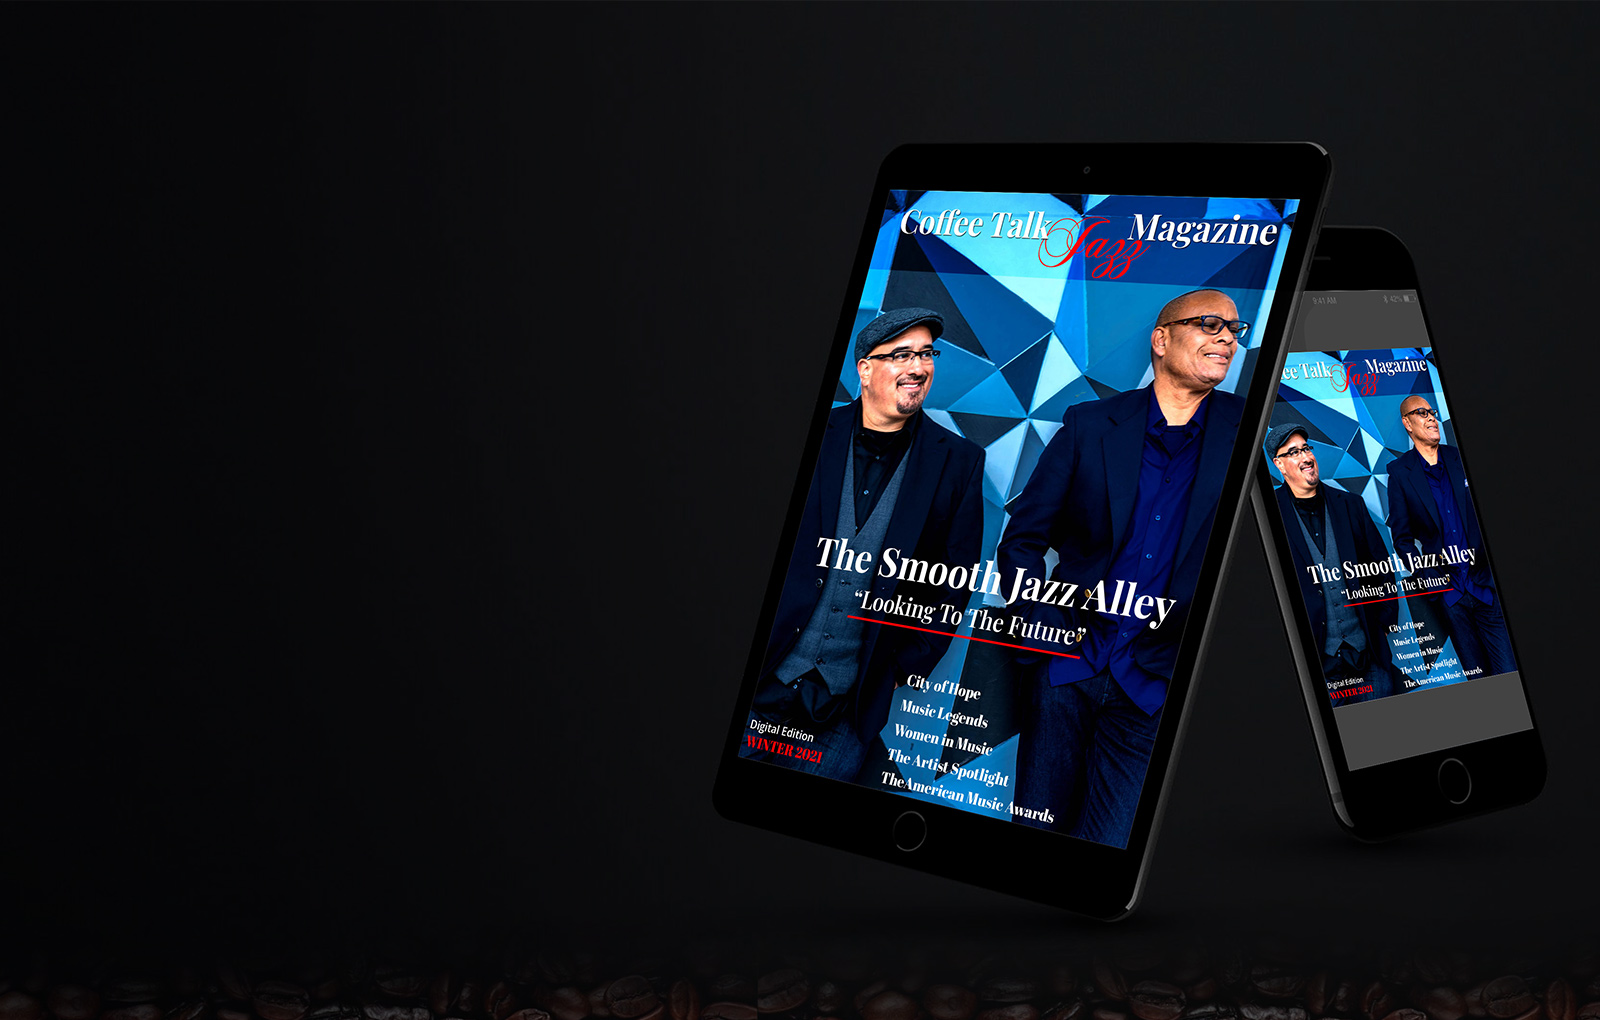 Coffee Talk Jazz Magazine
The Smooth Jazz Alley
“Looking To The Future”
City of Hope
Music Legends
Women in Music
The Artist Spotlight
TheAmerican Music Awards
Digital Edition
WINTER 2021
9:41 AM
42%
ee Talk Jazz Magazine
The Smooth Jazz Alley
“Looking To The Future”
City of Hope
Music Legends
Women in Music
The Artist Spotlight
TheAmerican Music Awards
Digital Edition
WINTER 2021